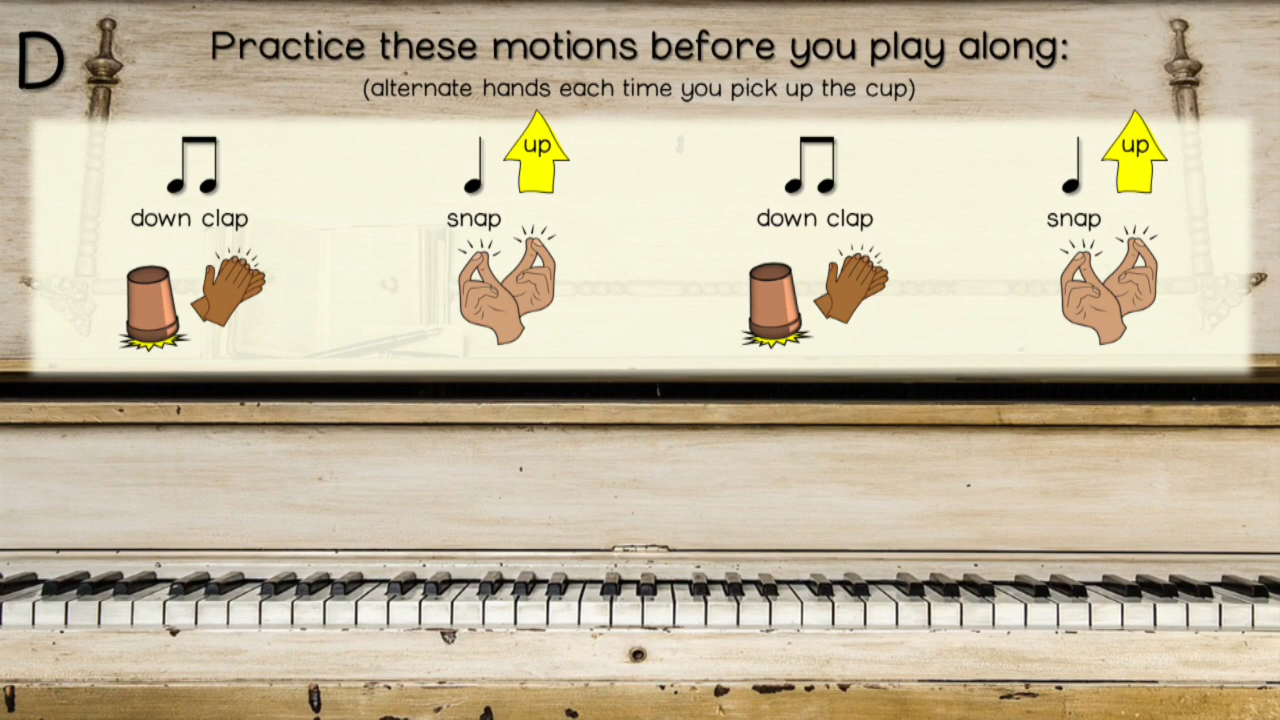 D
Practice these motions before you play along:
(alternate hands each time you pick up the cup)
up up
down clap snap down clap snap